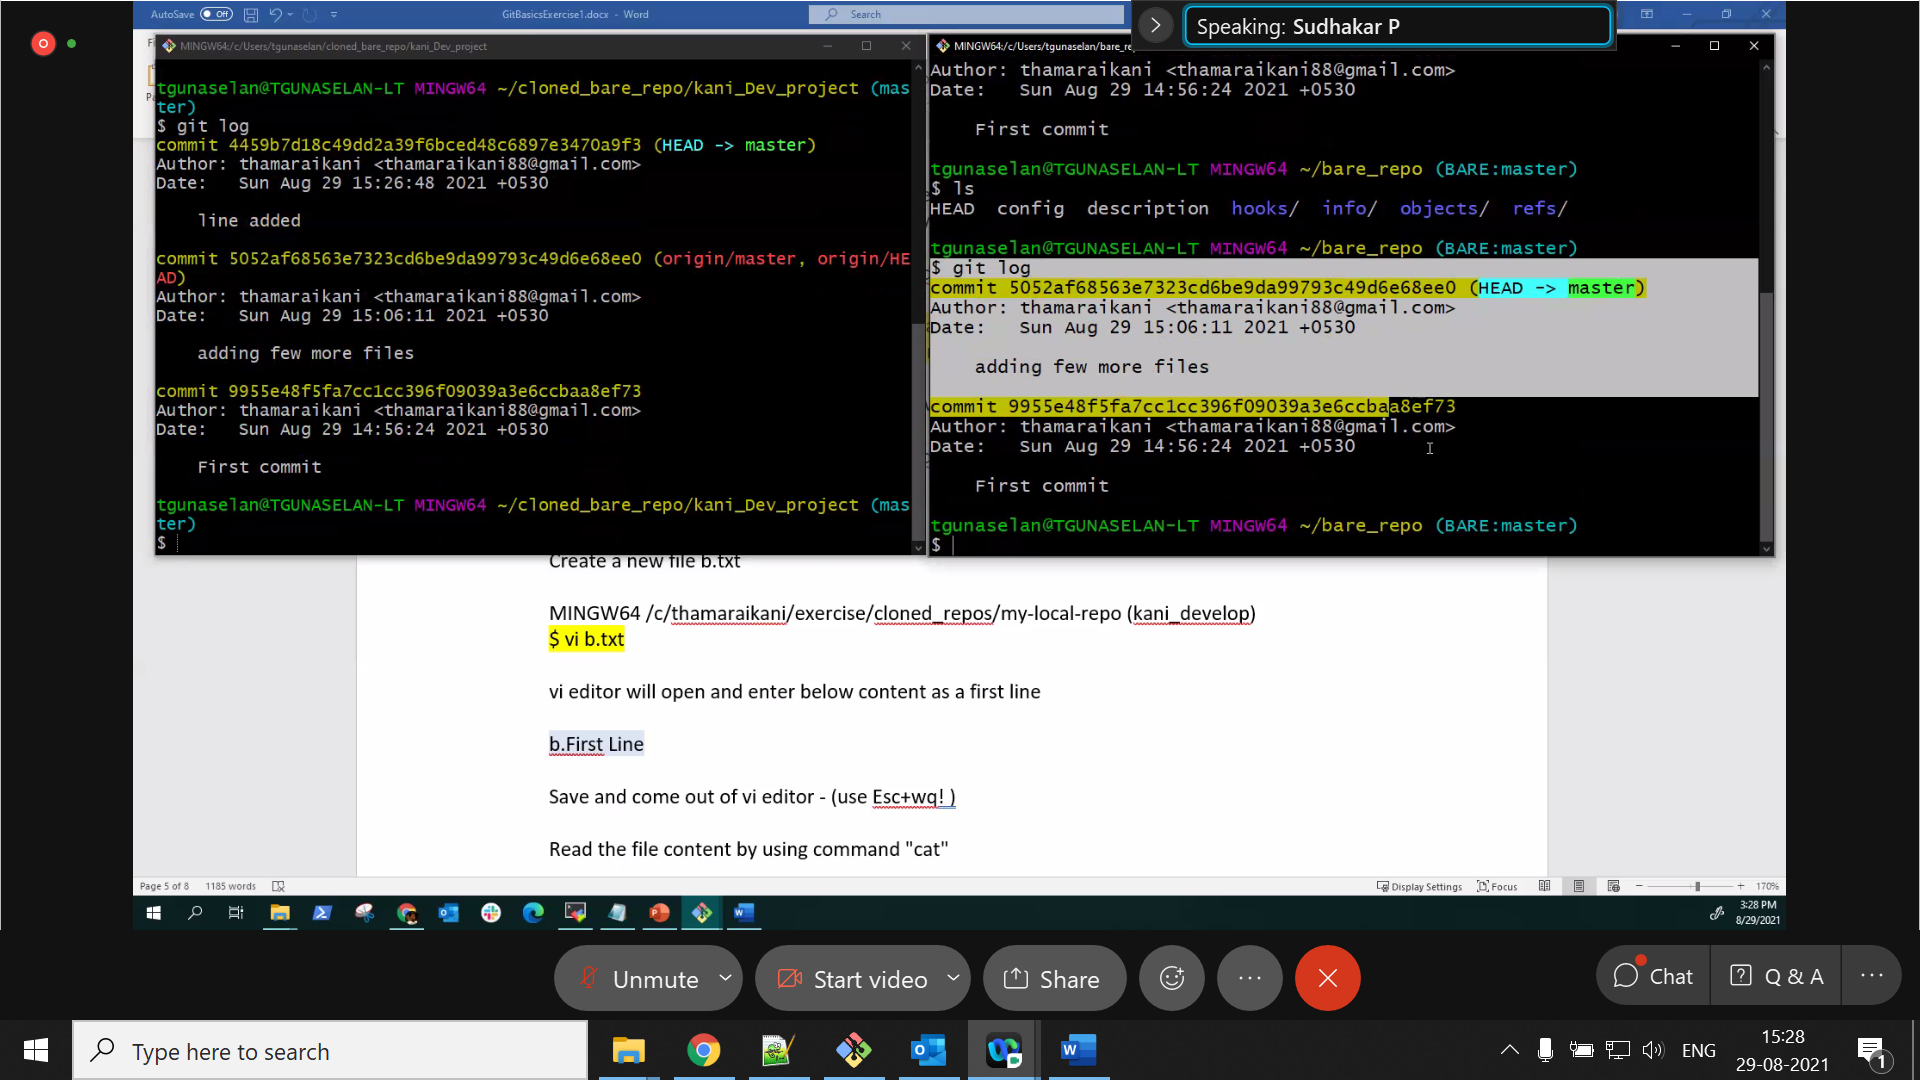 AutoSave Off
GitBasicsExercise1.docx - Word
Search
Speaking: Sudhakar P
MINGW64:/c/Users/tgunaselan/cloned_bare_repo/kani_Dev_project
tgunaselan@TGUNASELAN-LT MINGW64 ~/cloned_bare_repo/kani_Dev_project (mas
ter)
$ git log
commit 4459b7d18c49dd2a39f6bced48c6897e3470a9f3 (HEAD -> master)
Author: thamaraikani <thamaraikani88@gmail.com>
Date:   Sun Aug 29 15:26:48 2021 +0530
line added
commit 5052af68563e7323cd6be9da99793c49d6e68ee0 (origin/master, origin/HE
AD)
Author: thamaraikani <thamaraikani88@gmail.com>
Date:   Sun Aug 29 15:06:11 2021 +0530
adding few more files
commit 9955e48f5fa7cc1cc396f09039a3e6ccbaa8ef73
Author: thamaraikani <thamaraikani88@gmail.com>
Date:   Sun Aug 29 14:56:24 2021 +0530
First commit
tgunaselan@TGUNASELAN-LT MINGW64 ~/cloned_bare_repo/kani_Dev_project (mas
ter)
$
MINGW64:/c/Users/tgunaselan/bare_re
Author: thamaraikani <thamaraikani88@gmail.com>
Date:   Sun Aug 29 14:56:24 2021 +0530
First commit
tgunaselan@TGUNASELAN-LT MINGW64 ~/bare_repo (BARE:master)
$ ls
HEAD  config  description  hooks/  info/  objects/  refs/
tgunaselan@TGUNASELAN-LT MINGW64 ~/bare_repo (BARE:master)
$ git log
commit 5052af68563e7323cd6be9da99793c49d6e68ee0 (HEAD -> master)
Author: thamaraikani <thamaraikani88@gmail.com>
Date:   Sun Aug 29 15:06:11 2021 +0530
adding few more files
commit 9955e48f5fa7cc1cc396f09039a3e6ccbaa8ef73
Author: thamaraikani <thamaraikani88@gmail.com>
Date:   Sun Aug 29 14:56:24 2021 +0530
First commit
tgunaselan@TGUNASELAN-LT MINGW64 ~/bare_repo (BARE:master)
$
Create a new file b.txt
MINGW64 /c/thamaraikani/exercise/cloned_repos/my-local-repo (kani_develop)
$ vi b.txt
vi editor will open and enter below content as a first line
b.First Line
Save and come out of vi editor - (use Esc+wq! )
Read the file content by using command "cat"
Page 5 of 8
1185 words
Display Settings
Focus
170%
3:28 PM
8/29/2021
Unmute
Start video
Share
Chat
Q & A
Type here to search
ENG
15:28
29-08-2021
1